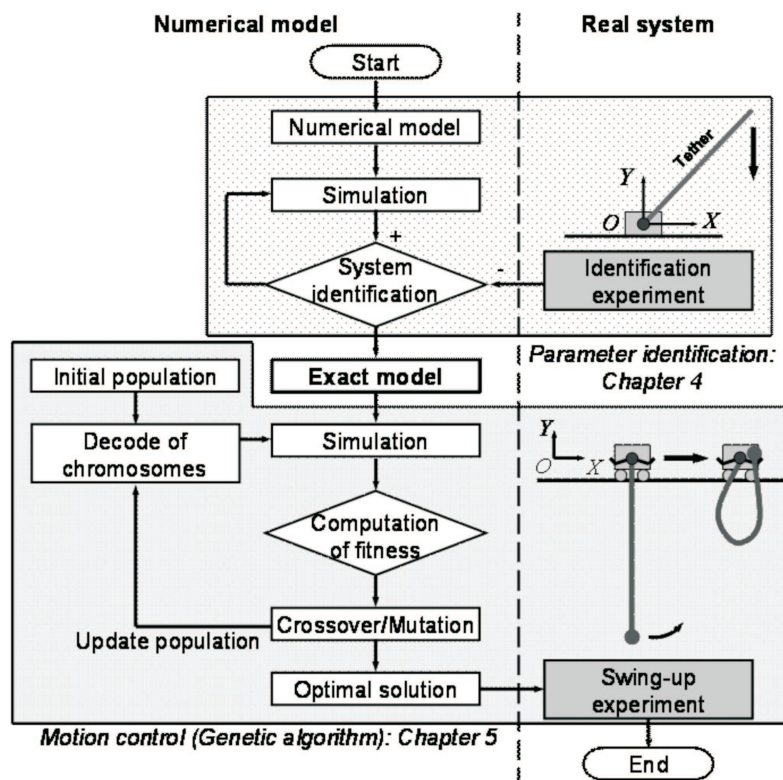 Numerical model
Real system
Start
Numerical model
Simulation
+
System
identification
-
Tether
Y
O
X
Identification
experiment
Parameter identification:
Chapter 4
Initial population
Exact model
Decode of
chromosomes
Simulation
Computation
of fitness
Update population
Crossover/Mutation
Optimal solution
Y
O
X
Swing-up
experiment
Motion control (Genetic algorithm): Chapter 5
End